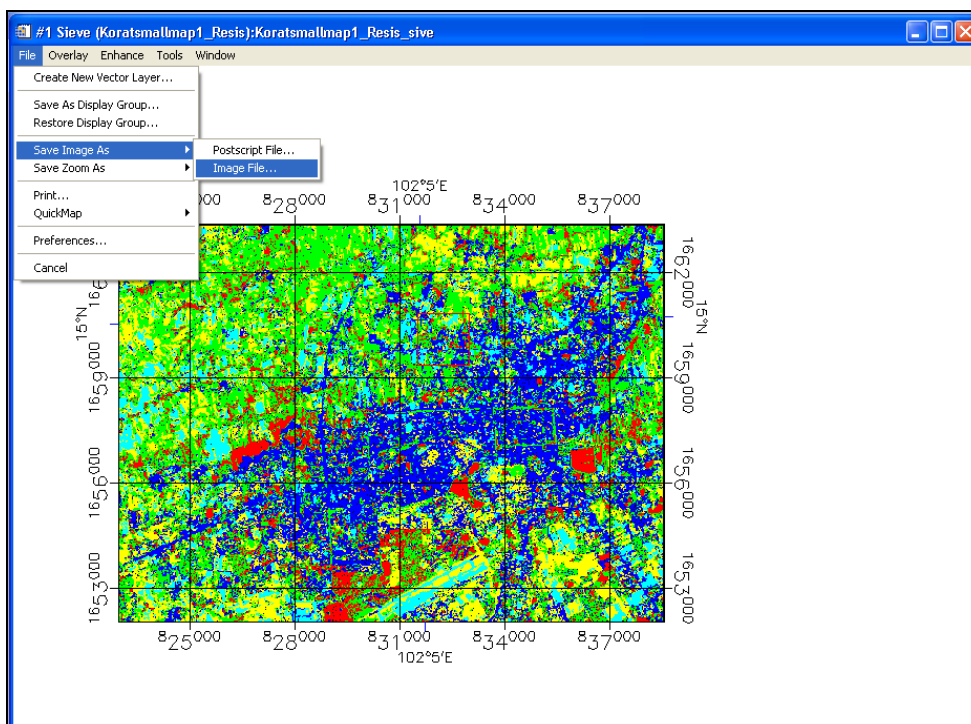 #1 Sieve (Koratsmallmap1_Resis):Koratsmallmap1_Resis_sive
File Overlay Enhance Tools Window
Create New Vector Layer...
Save As Display Group...
Restore Display Group...
Save Image As
Save Zoom As
Print...
QuickMap
Preferences...
Cancel
Postscript File...
Image File...
102°5'E
828000 831000 834000 837000
15°N
1659000
1656000
1653000
1662000
15°N
1659000
1656000
1653000
825000 828000 831000 834000 837000
102°5'E